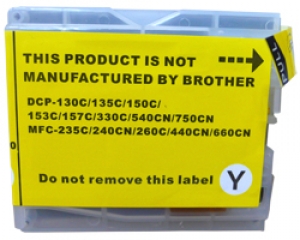 THIS PRODUCT IS NOT
MANUFACTURED BY BROTHER
PULL
DCP-130C/135C/150C/
153C/157C/330C/540CN/750CN
MFC-235C/240CN/260C/440CN/660CN
Do not remove this label
Y